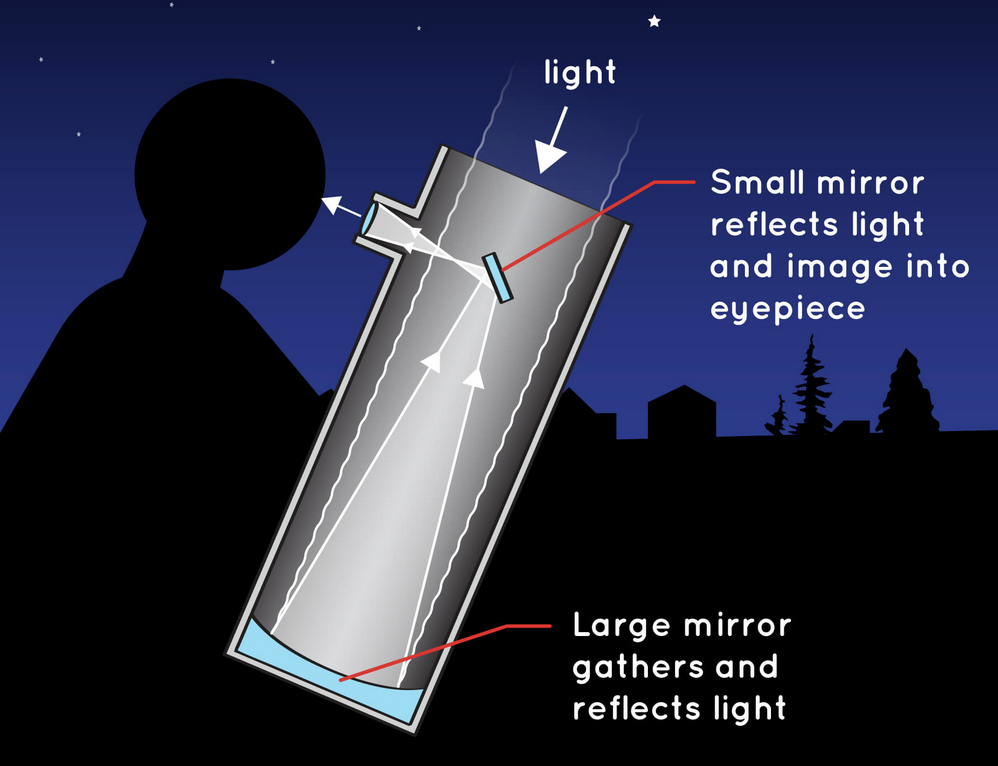 light
Small mirror
reflects light
and image into
eyepiece
Large mirror
gathers and
reflects light